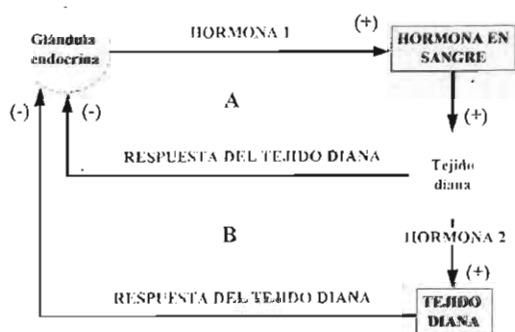 HORMONA 1
(+)
Glándula
endocrina
HORMONA EN
SANGRE
(-)
(-)
A
(+)
RESPUESTA DEL TEJIDO DIANA
Tejido
diana
B
HORMONA 2
(+)
RESPUESTA DEL TEJIDO DIANA
TEJIDO
DIANA